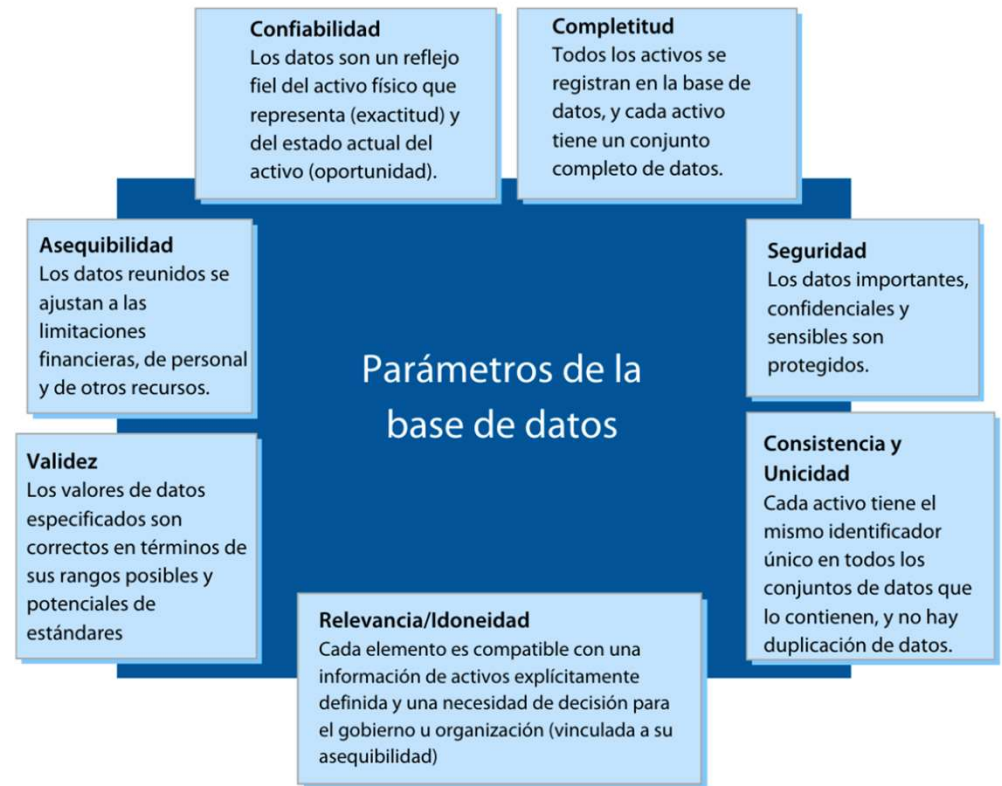 Confiabilidad
Los datos son un reflejo
fiel del activo físico que
representa (exactitud) y
del estado actual del
activo (oportunidad).
Completitud
Todos los activos se
registran en la base de
datos, y cada activo
tiene un conjunto
completo de datos.
Asequibilidad
Los datos reunidos se
ajustan a las
limitaciones
financieras, de personal
y de otros recursos.
Seguridad
Los datos importantes,
confidenciales y
sensibles son
protegidos.
Parámetros de la
base de datos
Validez
Los valores de datos
especificados son
correctos en términos de
sus rangos posibles y
potenciales de
estándares
Consistencia y
Unicidad
Cada activo tiene el
mismo identificador
único en todos los
conjuntos de datos que
lo contienen, y no hay
duplicación de datos.
Relevancia/Idoneidad
Cada elemento es compatible con una
información de activos explícitamente
definida y una necesidad de decisión para
el gobierno u organización (vinculada a su
asequibilidad)